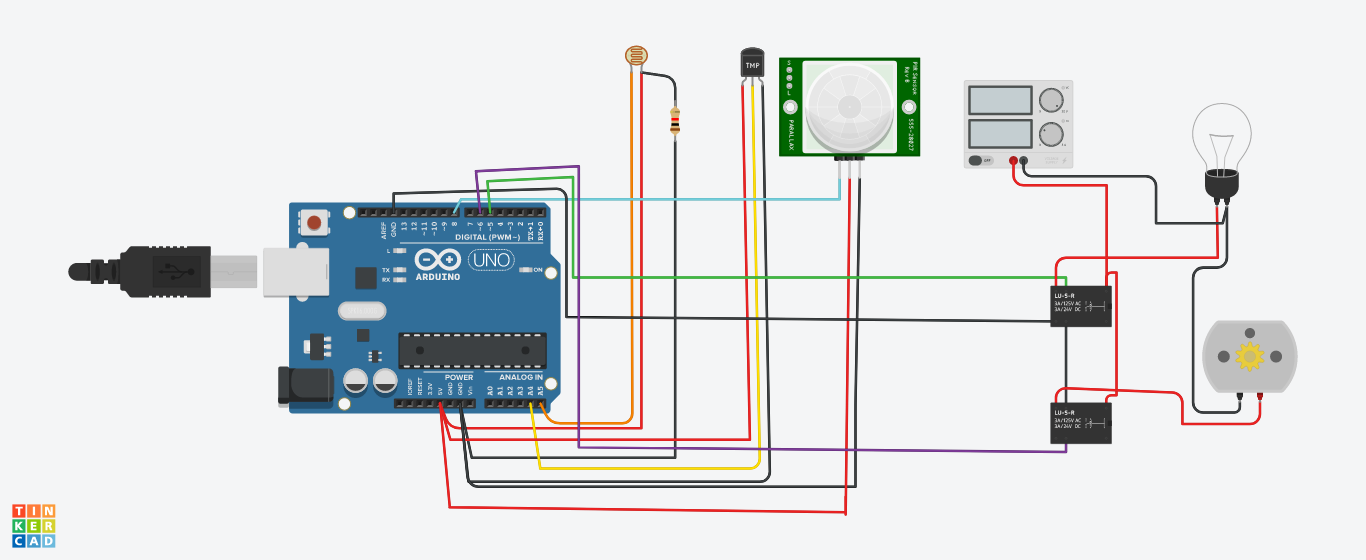 TMP
PIR Sensor
Rev B
PARALLAX
555-28027
OFF
AREF
GND
13
12
~11
~10
~9
8
7
~6
~5
4
~3
2
TX→1
RX←0
DIGITAL (PWM~)
L
TX
RX
UNO
ARDUINO
ON
LU-5-R
3A/125V AC
3A/24V DC
POWER
ANALOG IN
IOREF
RESET
3.3V
5V
GND
GND
Vin
A0
A1
A2
A3
A4
A5
LU-5-R
3A/125V AC
3A/24V DC
TIN
KER
CAD